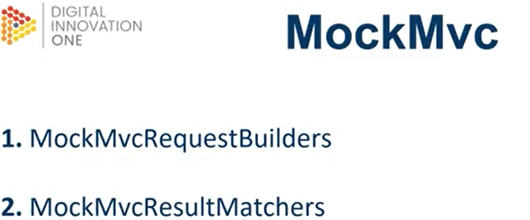 DIGITAL
INNOVATION
ONE
MockMvc
1. MockMvcRequestBuilders
2. MockMvcResultMatchers